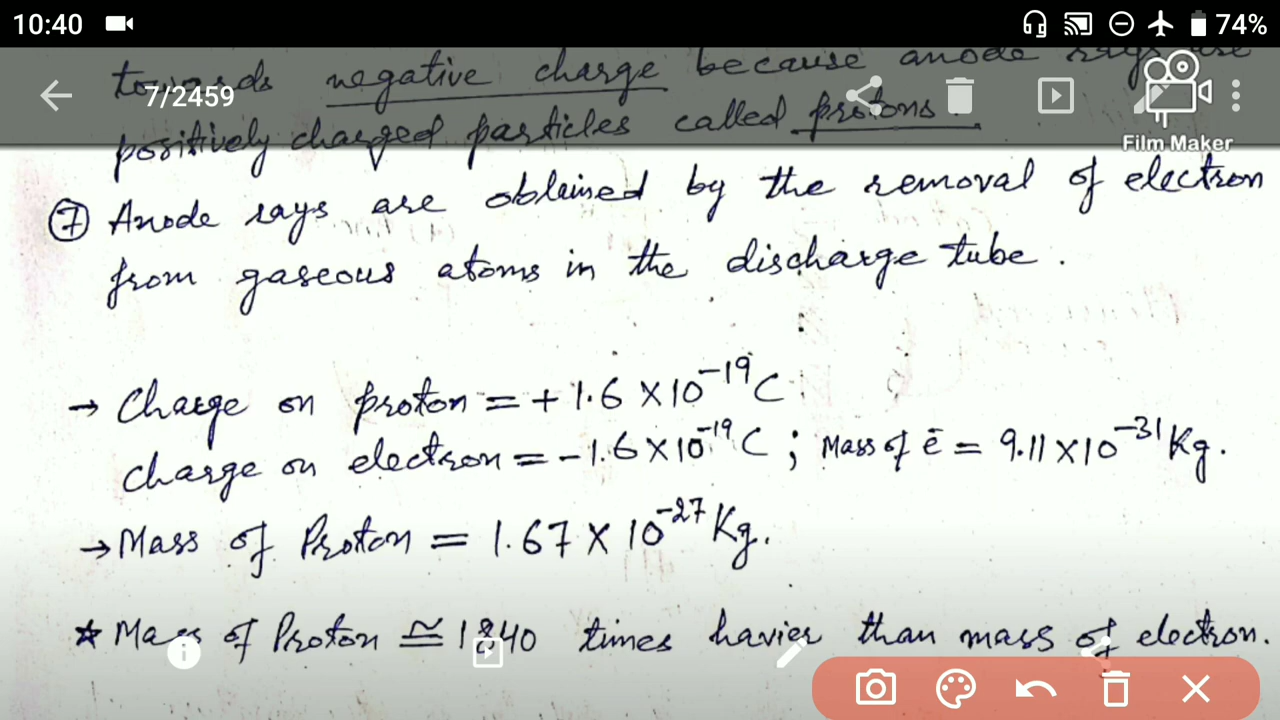 10:40
74%
towards negative charge because anode rays are
7/2459
positively charged particles called protons.
Film Maker
⑦ Anode rays are obtained by the removal of electron
from gaseous atoms in the discharge tube.
→ Charge on proton = + 1.6 × 10⁻¹⁹ C
charge on electron = - 1.6 × 10⁻¹⁹ C ; Mass of ē = 9.11 × 10⁻³¹ Kg.
→ Mass of Proton = 1.67 × 10⁻²⁷ Kg.
☆ Mass of Proton ≅ 1840 times havier than mass of electron.